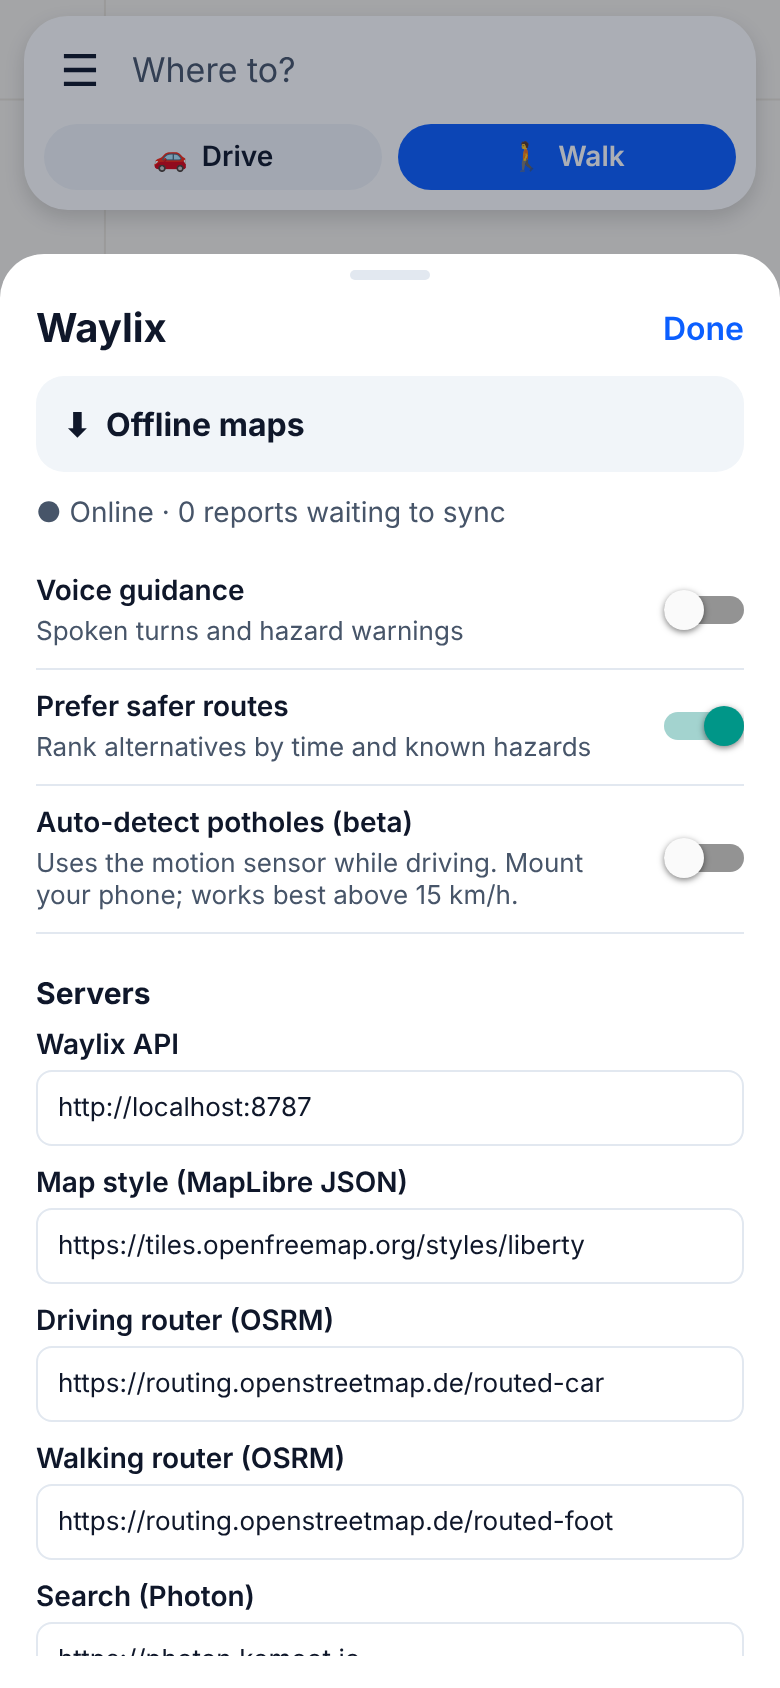 Where to?
Drive
Walk
Waylix
Done
Offline maps
Online · 0 reports waiting to sync
Voice guidance
Spoken turns and hazard warnings
Prefer safer routes
Rank alternatives by time and known hazards
Auto-detect potholes (beta)
Uses the motion sensor while driving. Mount
your phone; works best above 15 km/h.
Servers
Waylix API
http://localhost:8787
Map style (MapLibre JSON)
https://tiles.openfreemap.org/styles/liberty
Driving router (OSRM)
https://routing.openstreetmap.de/routed-car
Walking router (OSRM)
https://routing.openstreetmap.de/routed-foot
Search (Photon)